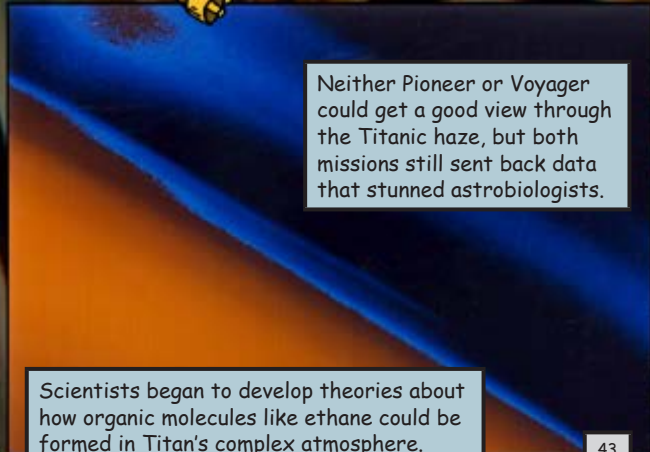 Neither Pioneer or Voyager
could get a good view through
the Titanic haze, but both
missions still sent back data
that stunned astrobiologists.
Scientists began to develop theories about
how organic molecules like ethane could be
formed in Titan's complex atmosphere.
43